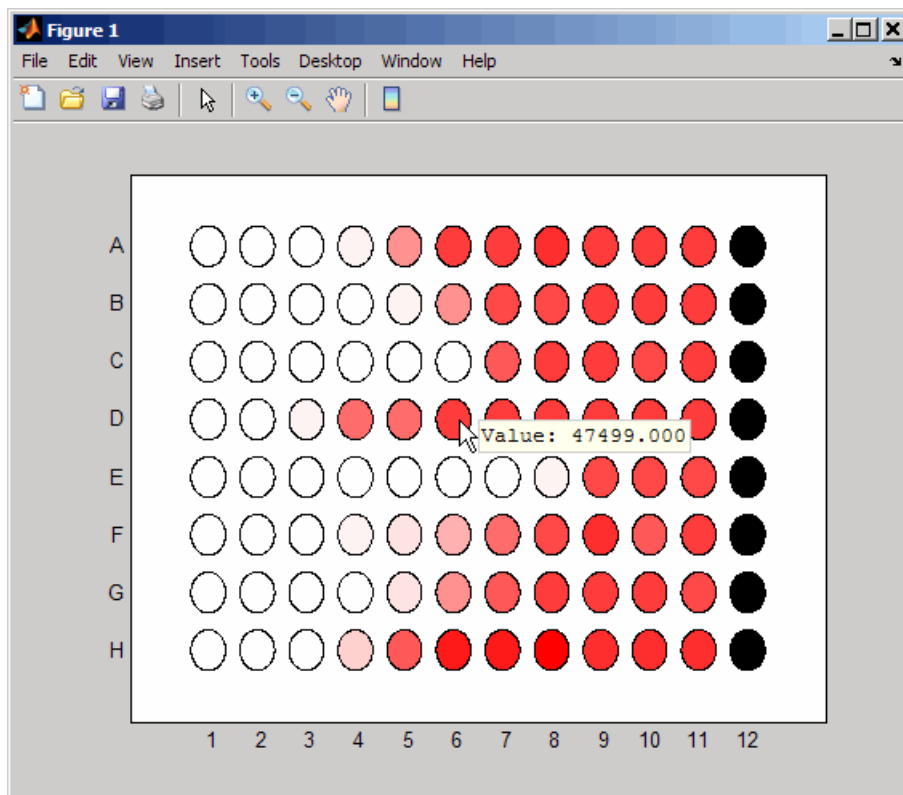 Figure 1
File Edit View Insert Tools Desktop Window Help
A
B
C
D
Value: 47499.000
E
F
G
H
1 2 3 4 5 6 7 8 9 10 11 12